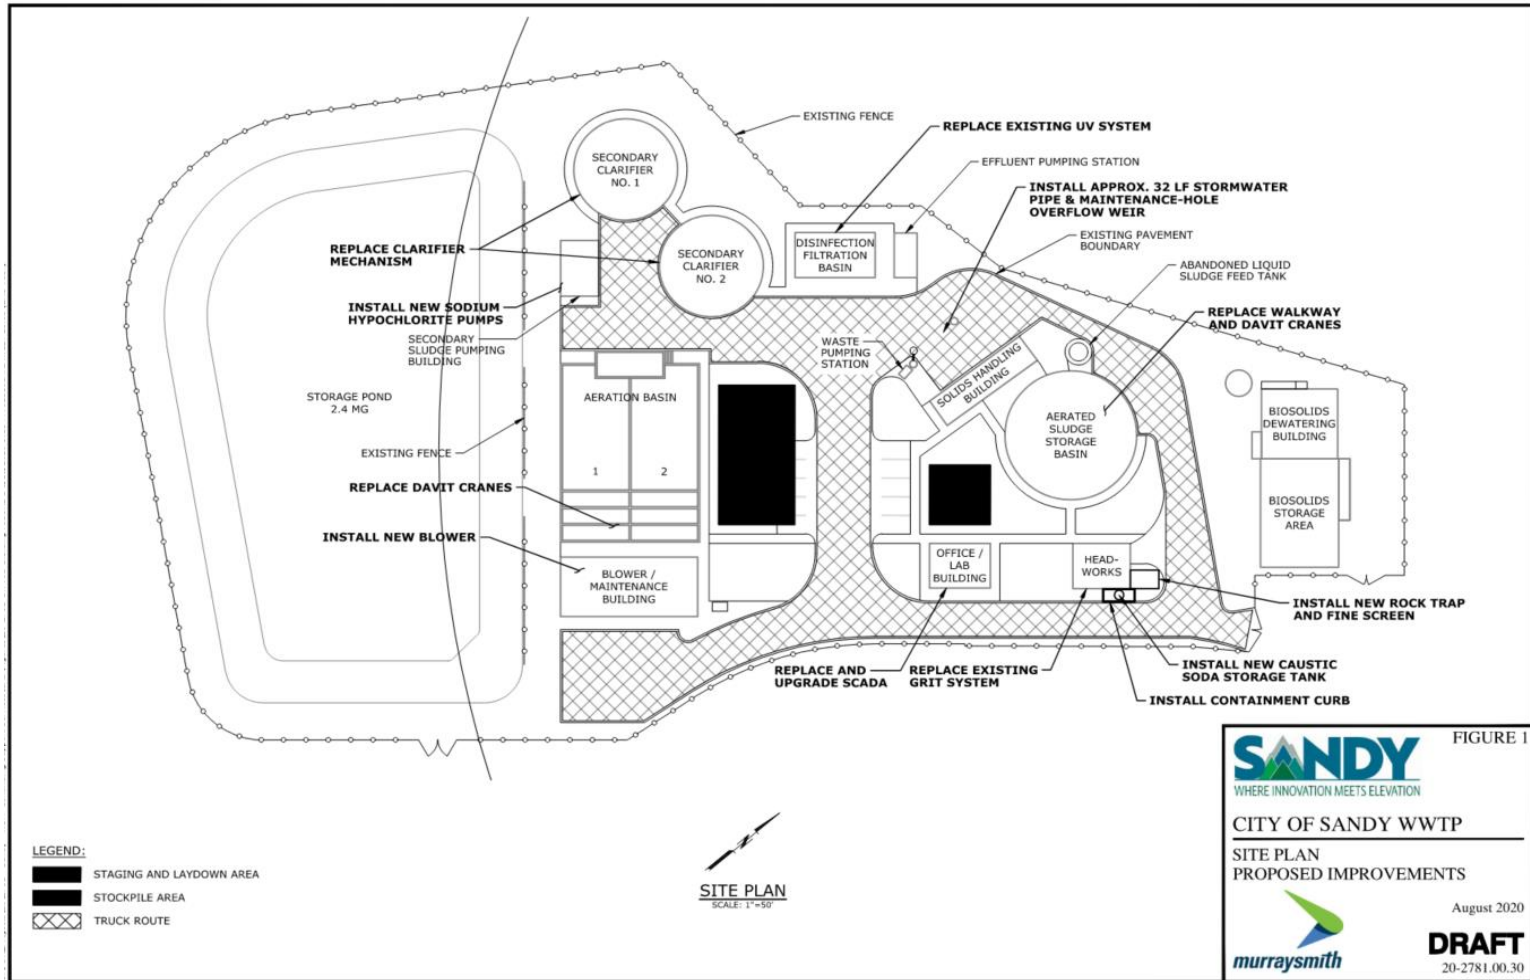 EXISTING FENCE
REPLACE EXISTING UV SYSTEM
SECONDARY
CLARIFIER
NO. 1
EFFLUENT PUMPING STATION
INSTALL APPROX. 32 LF STORMWATER
PIPE & MAINTENANCE-HOLE
OVERFLOW WEIR
REPLACE CLARIFIER
MECHANISM
SECONDARY
CLARIFIER
NO. 2
DISINFECTION
FILTRATION
BASIN
EXISTING PAVEMENT
BOUNDARY
ABANDONED LIQUID
SLUDGE FEED TANK
INSTALL NEW SODIUM
HYPOCHLORITE PUMPS
REPLACE WALKWAY
AND DAVIT CRANES
SECONDARY
SLUDGE PUMPING
BUILDING
WASTE
PUMPING
STATION
SOLIDS HANDLING
BUILDING
STORAGE POND
2.4 MG
AERATION BASIN
AERATED
SLUDGE
STORAGE
BASIN
BIOSOLIDS
DEWATERING
BUILDING
EXISTING FENCE
1
2
REPLACE DAVIT CRANES
BIOSOLIDS
STORAGE
AREA
INSTALL NEW BLOWER
BLOWER /
MAINTENANCE
BUILDING
OFFICE /
LAB
BUILDING
HEAD-
WORKS
INSTALL NEW ROCK TRAP
AND FINE SCREEN
REPLACE AND
UPGRADE SCADA
REPLACE EXISTING
GRIT SYSTEM
INSTALL NEW CAUSTIC
SODA STORAGE TANK
INSTALL CONTAINMENT CURB
LEGEND:
STAGING AND LAYDOWN AREA
STOCKPILE AREA
TRUCK ROUTE
SITE PLAN
SCALE: 1"=50'
FIGURE 1
SANDY
WHERE INNOVATION MEETS ELEVATION
CITY OF SANDY WWTP
SITE PLAN
PROPOSED IMPROVEMENTS
August 2020
murraysmith
DRAFT
20-2781.00.30